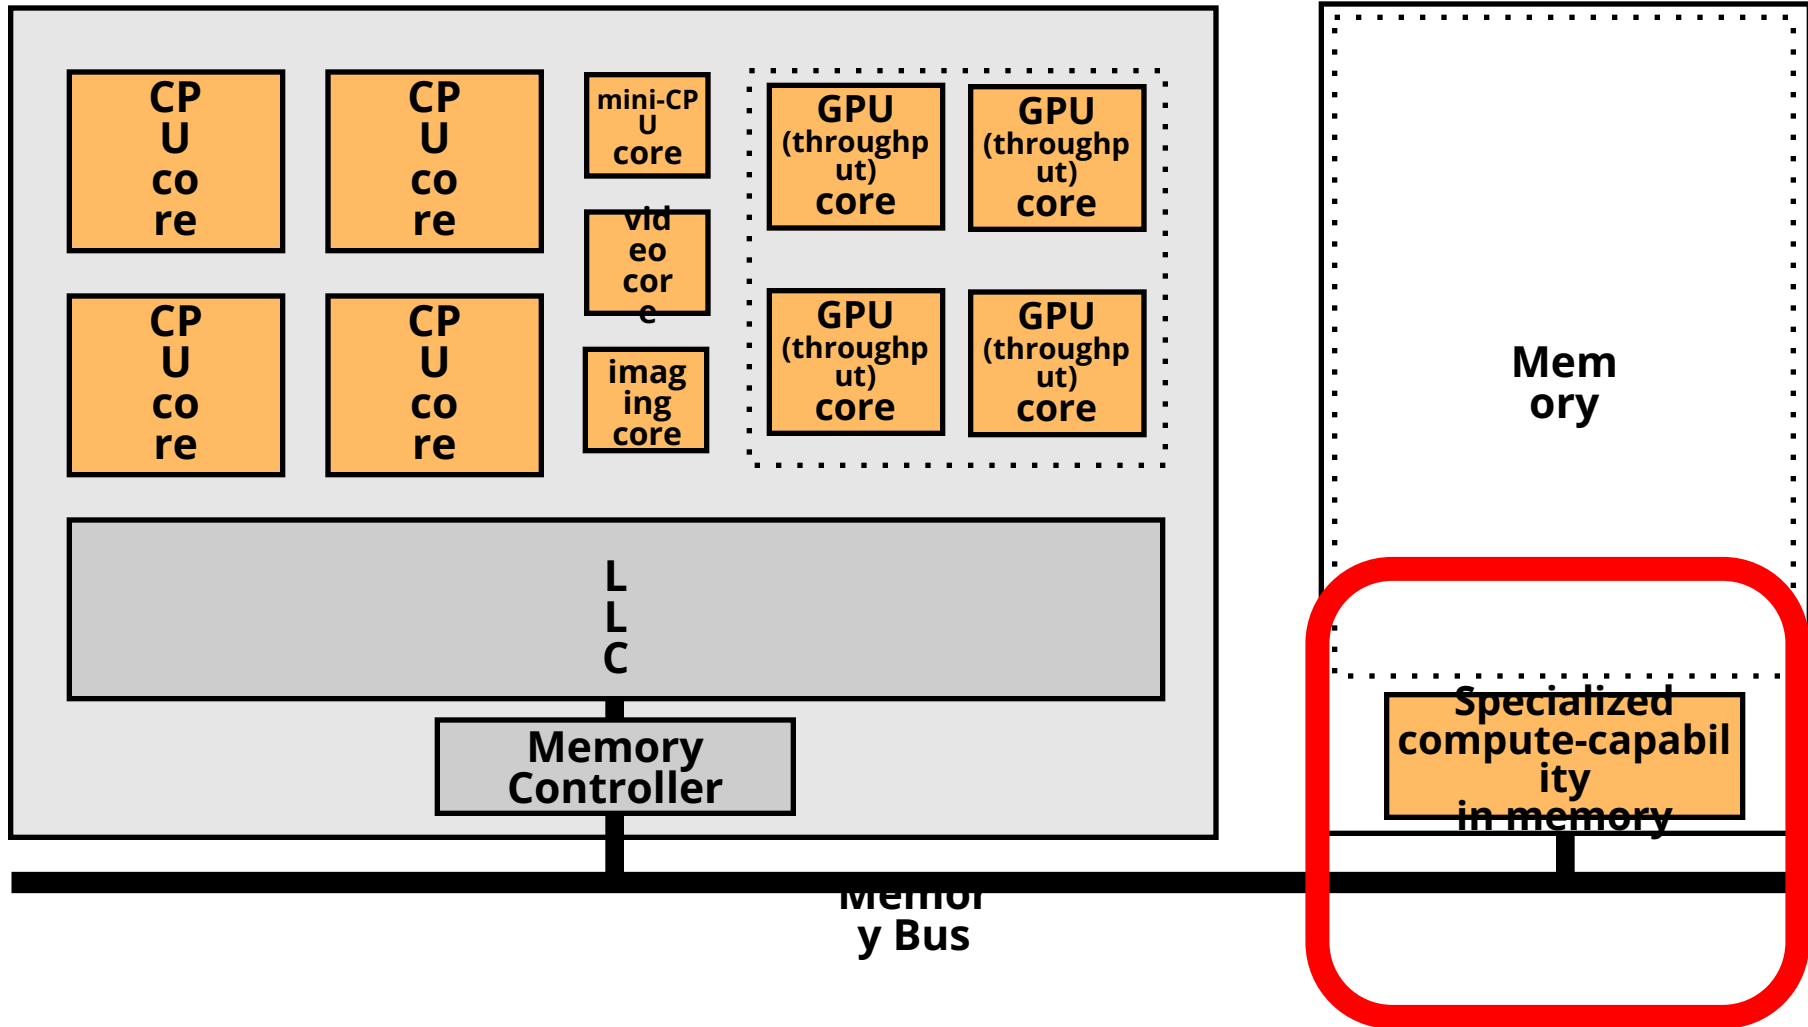 CP
U
co
re
CP
U
co
re
mini-CP
U
core
GPU
(throughp
ut)
core
GPU
(throughp
ut)
core
vid
eo
cor
e
CP
U
co
re
CP
U
co
re
imag
ing
core
GPU
(throughp
ut)
core
GPU
(throughp
ut)
core
Mem
ory
L
L
C
Memory
Controller
Specialized
compute-capabil
ity
in memory
Memor
y Bus